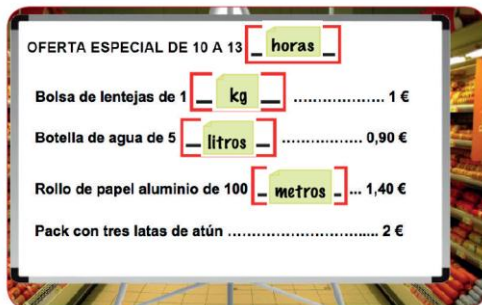 OFERTA ESPECIAL DE 10 A 13 _ horas _
Bolsa de lentejas de 1 _ kg _ .................... 1 €
Botella de agua de 5 _ litros _ ................ 0,90 €
Rollo de papel aluminio de 100 _ metros _ ... 1,40 €
Pack con tres latas de atún ................................ 2 €